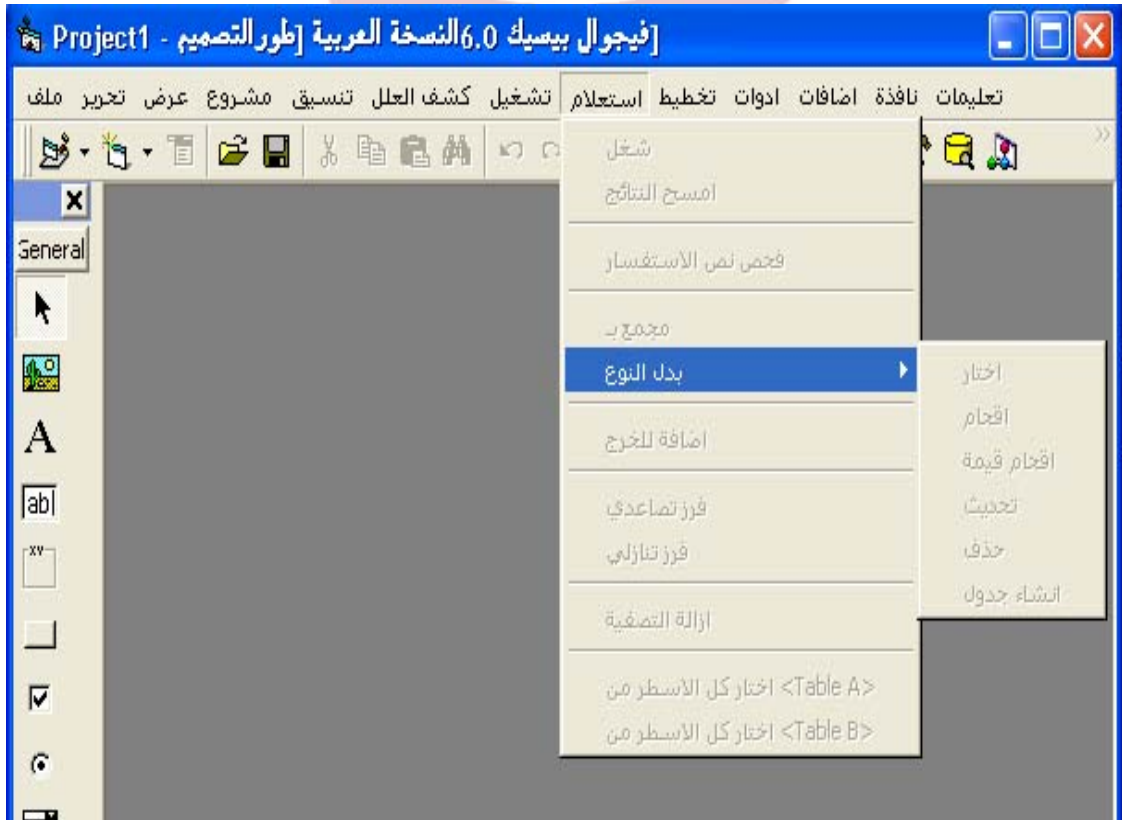 Project1 - فيجوال بيسيك 6.0النسخة العربية [طور التصميم]
ملف تحرير عرض مشروع تنسيق كشف العلل تشغيل استعلام تخطيط ادوات اضافات نافذة تعليمات
General
A
ab
xy
شغل
امسح النتائج
فحص نص الاستفسار
مجمع بـ
بدل النوع
اضافة للخرج
فرز تصاعدي
فرز تنازلي
ازالة التصفية
اختار كل الاسطر من <Table A>
اختار كل الاسطر من <Table B>
اختار
اقحام
اقحام قيمة
تحديث
حذف
انشاء جدول